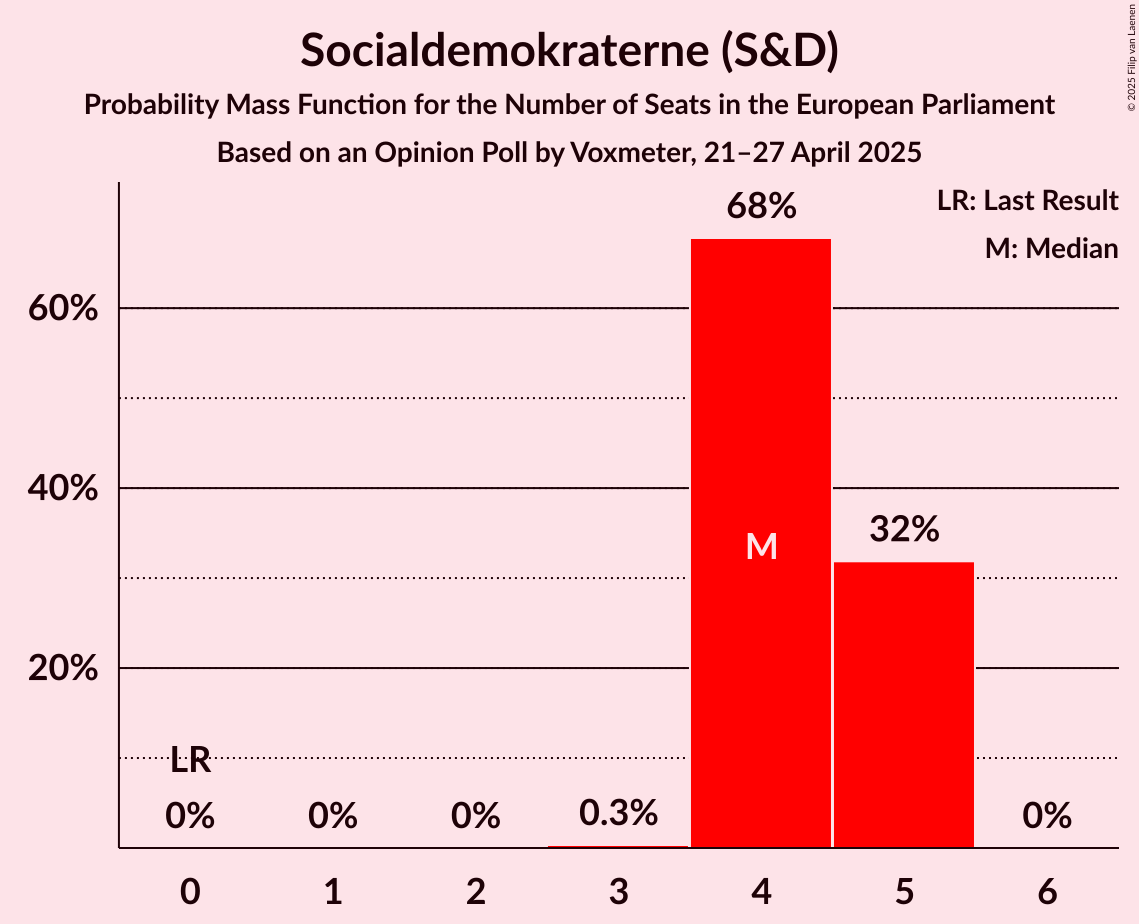 Socialdemokraterne (S&D)
Probability Mass Function for the Number of Seats in the European Parliament
Based on an Opinion Poll by Voxmeter, 21–27 April 2025
© 2025 Filip van Laenen
LR: Last Result
M: Median
60%
40%
20%
68%
M
32%
LR
0%
0%
0%
0.3%
0%
0
1
2
3
4
5
6